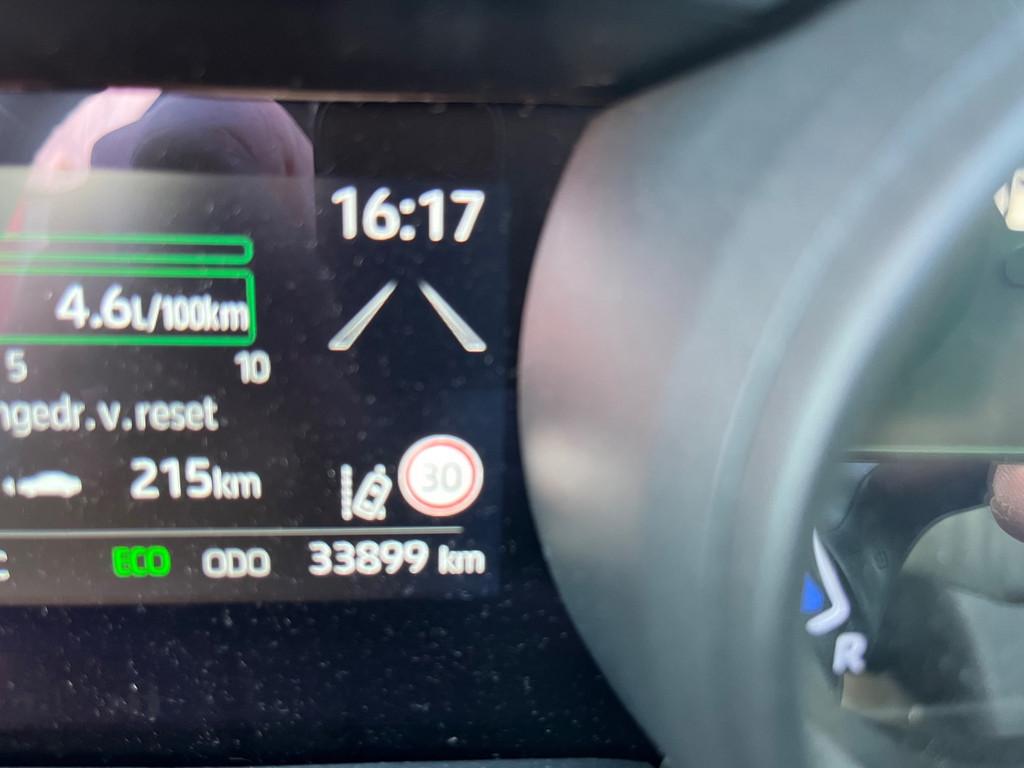 16:17
4.6L/100km
5 10
ngedr.v.reset
215km
30
ECO ODO 33899 km
R